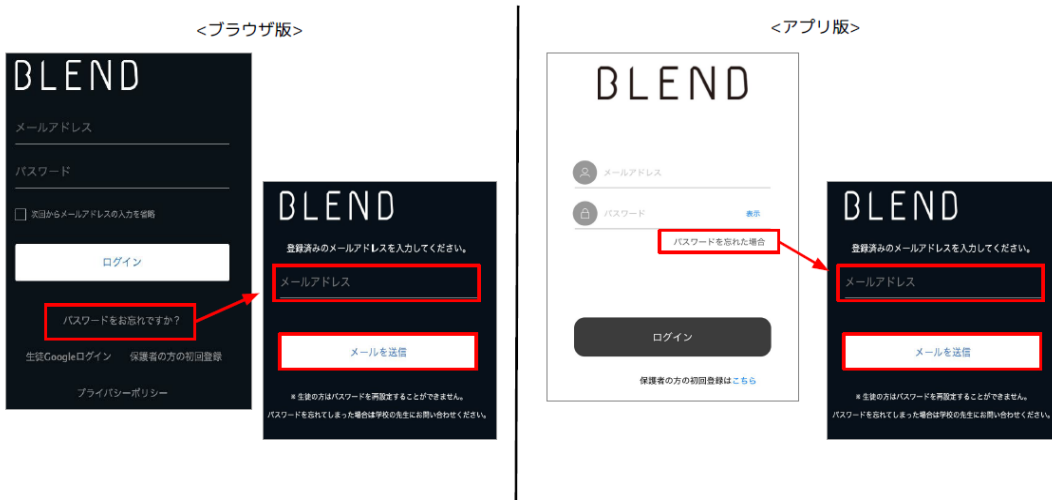 <ブラウザ版>
BLEND
メールアドレス
パスワード
次回からメールアドレスの入力を省略
ログイン
パスワードをお忘れですか？
生徒Googleログイン 保護者の方の初回登録
プライバシーポリシー
BLEND
登録済みのメールアドレスを入力してください。
メールアドレス
メールを送信
※生徒の方はパスワードを再設定することができません。
パスワードを忘れてしまった場合は学校の先生にお問い合わせください。
<アプリ版>
BLEND
メールアドレス
パスワード 表示
パスワードを忘れた場合
ログイン
保護者の方の初回登録はこちら
BLEND
登録済みのメールアドレスを入力してください。
メールアドレス
メールを送信
※生徒の方はパスワードを再設定することができません。
パスワードを忘れてしまった場合は学校の先生にお問い合わせください。